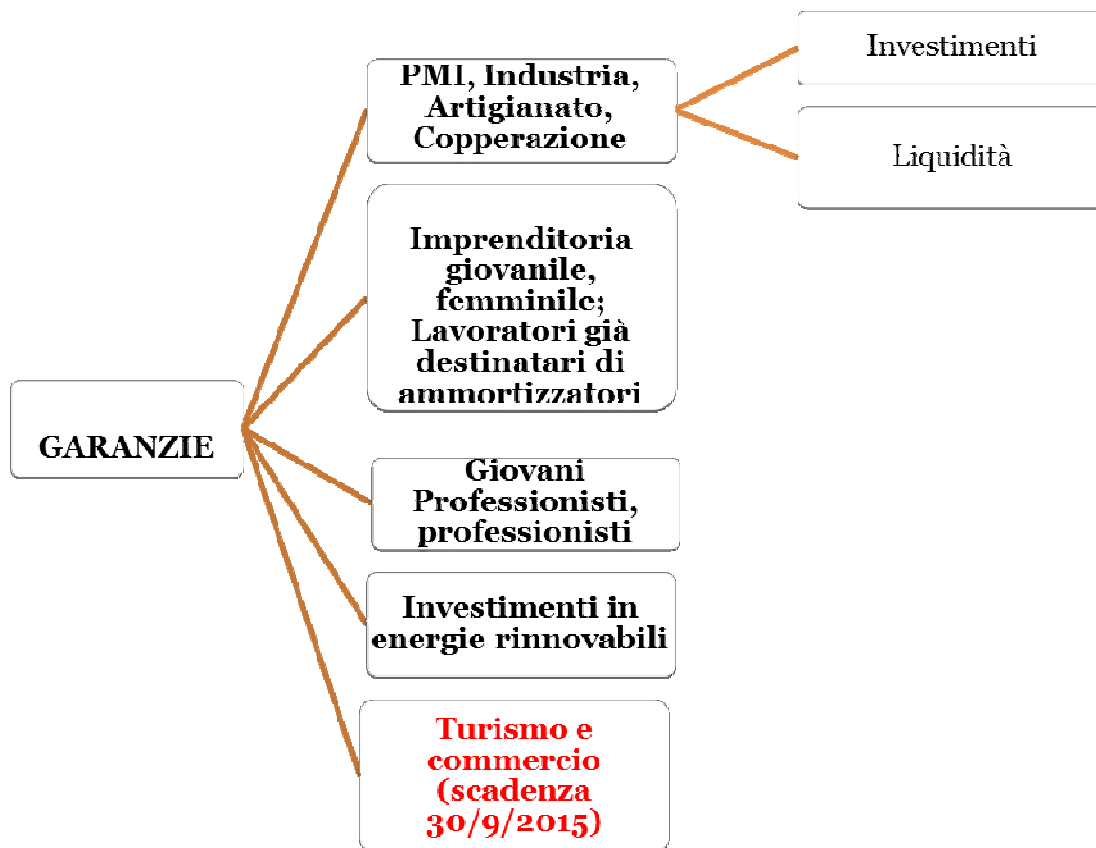 GARANZIE
PMI, Industria,
Artigianato,
Copperazione
Investimenti
Liquidità
Imprenditoria
giovanile,
femminile;
Lavoratori già
destinatari di
ammortizzatori
Giovani
Professionisti,
professionisti
Investimenti in
energie rinnovabili
Turismo e
commercio
(scadenza
30/9/2015)